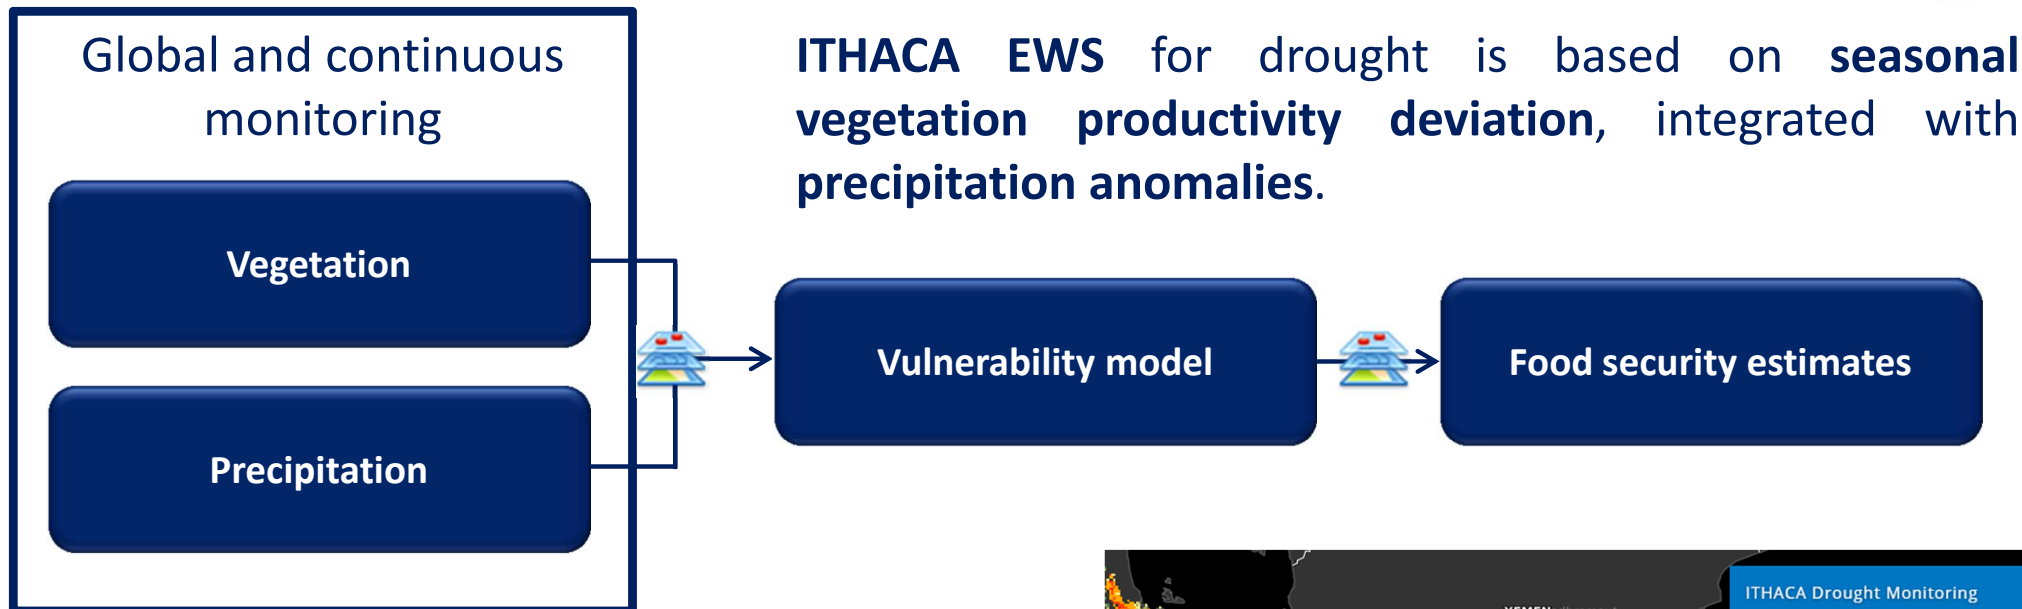 Global and continuous
monitoring
ITHACA EWS for drought is based on seasonal
vegetation productivity deviation, integrated with
precipitation anomalies.
Vegetation
Precipitation
Vulnerability model
Food security estimates
ITHACA Drought Monitoring
YEMEN